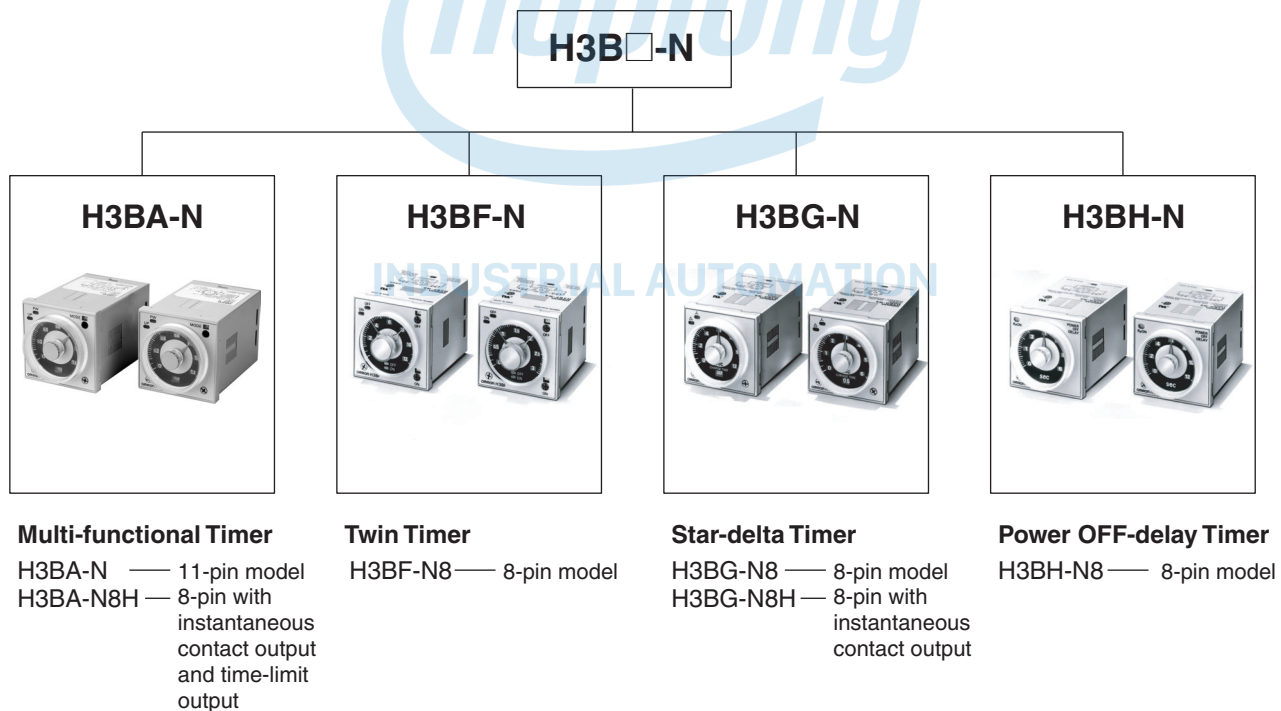 H3B□-N
H3BA-N
H3BF-N
H3BG-N
H3BH-N
INDUSTRIAL AUTOMATION
Multi-functional Timer
H3BA-N — 11-pin model
H3BA-N8H — 8-pin with
instantaneous
contact output
and time-limit
output
Twin Timer
H3BF-N8 — 8-pin model
Star-delta Timer
H3BG-N8 — 8-pin model
H3BG-N8H — 8-pin with
instantaneous
contact output
Power OFF-delay Timer
H3BH-N8 — 8-pin model